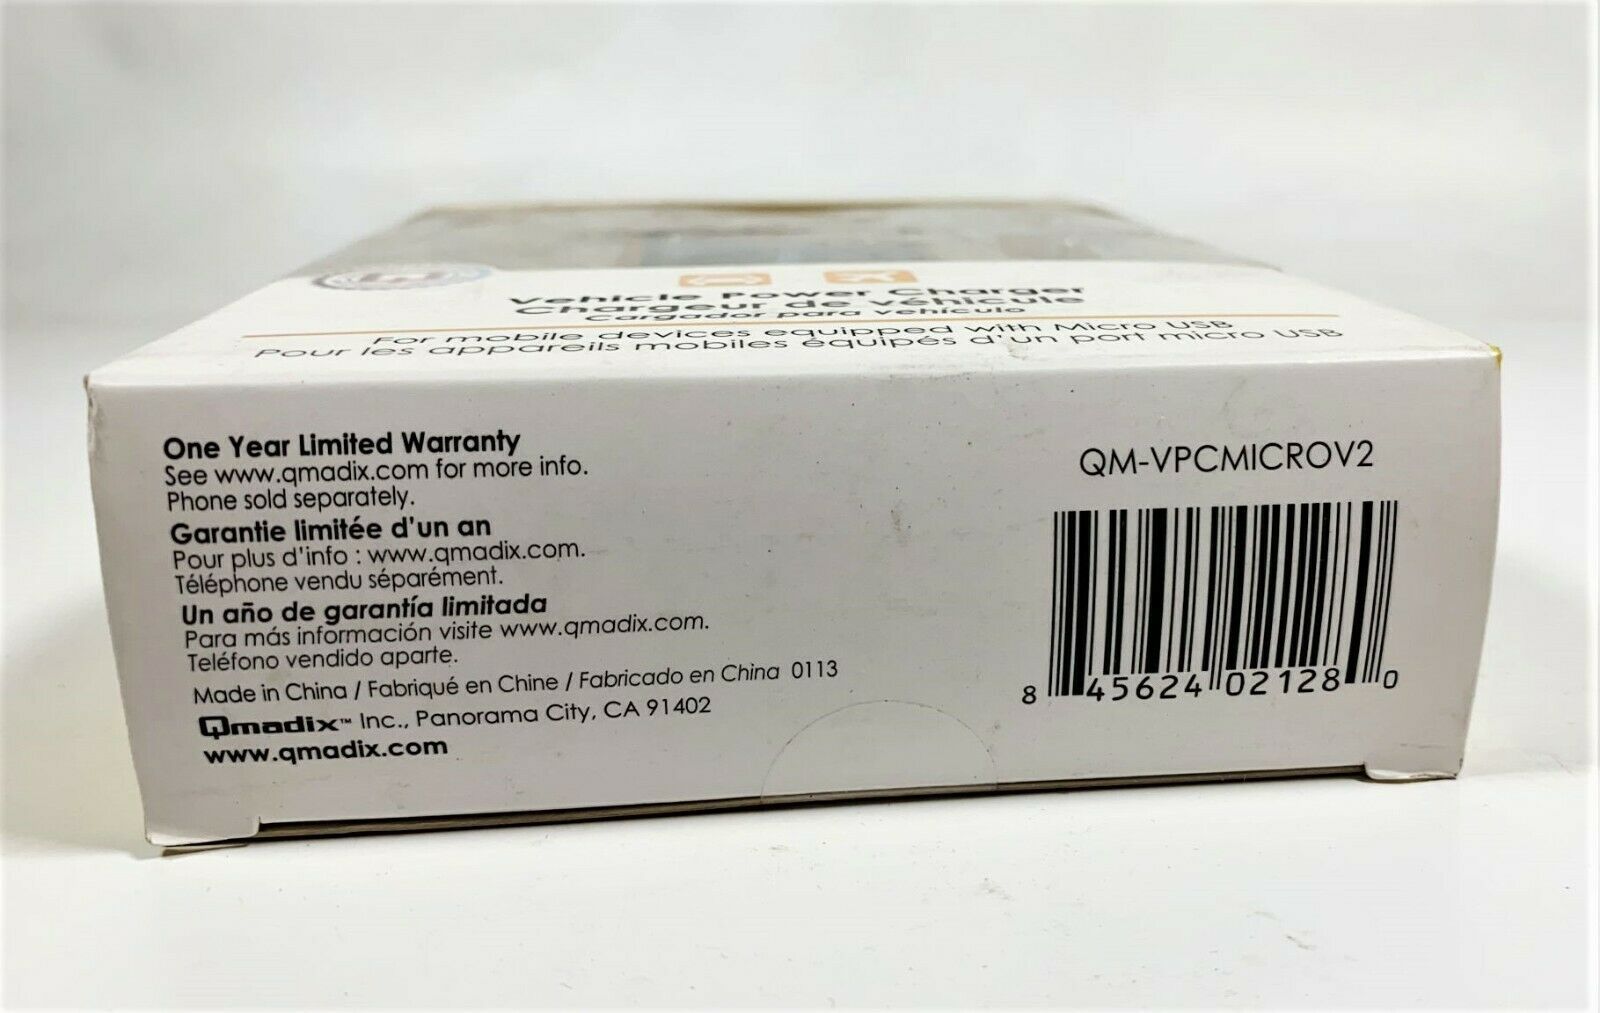 Vehicle Power Charger
Chargeur de véhicule
Cargador para vehículo
For mobile devices equipped with Micro USB
Pour les appareils mobiles équipés d'un port micro USB
One Year Limited Warranty
See www.qmadix.com for more info.
Phone sold separately.
Garantie limitée d'un an
Pour plus d'info : www.qmadix.com.
Téléphone vendu séparément.
Un año de garantía limitada
Para más información visite www.qmadix.com.
Teléfono vendido aparte.
Made in China / Fabriqué en Chine / Fabricado en China 0113
Qmadix™ Inc., Panorama City, CA 91402
www.qmadix.com
QM-VPCMICROV2
8 45624 02128 0